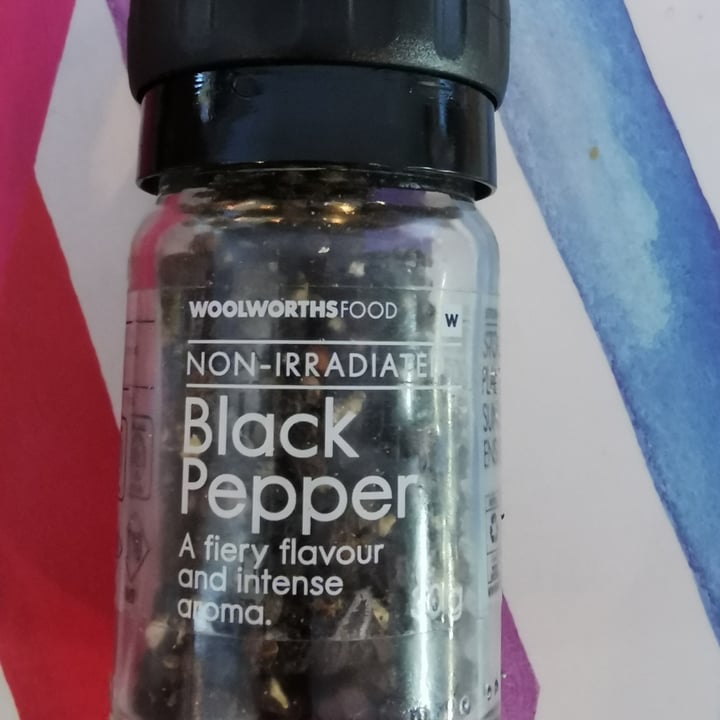 WOOLWORTHSFOOD
W
NON-IRRADIATE
Black
Pepper
A fiery flavour
and intense
aroma.